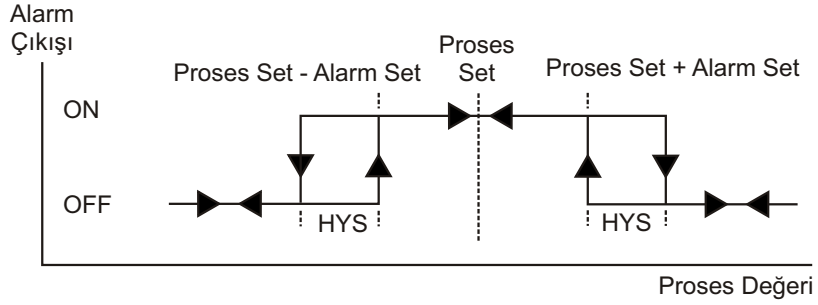 Alarm
Çıkışı
Proses
Set
Proses Set - Alarm Set
Proses Set + Alarm Set
ON
OFF
HYS
HYS
Proses Değeri